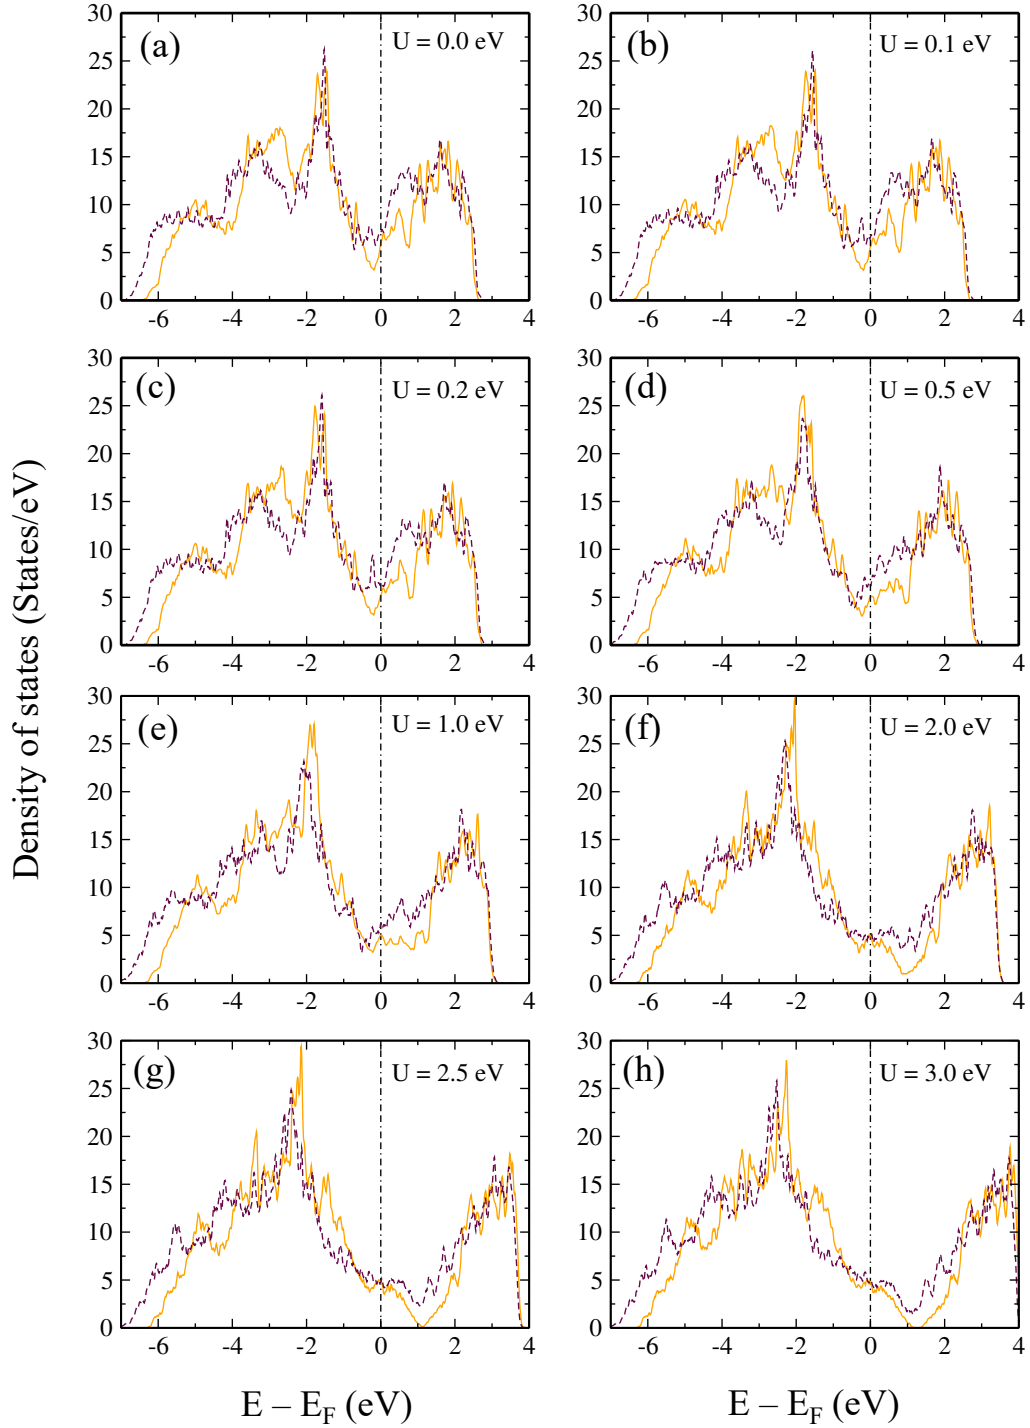 Density of states (States/eV)
(a) U = 0.0 eV
30
25
20
15
10
5
0
-6 -4 -2 0 2 4
(b) U = 0.1 eV
30
25
20
15
10
5
0
-6 -4 -2 0 2 4
(c) U = 0.2 eV
30
25
20
15
10
5
0
-6 -4 -2 0 2 4
(d) U = 0.5 eV
30
25
20
15
10
5
0
-6 -4 -2 0 2 4
(e) U = 1.0 eV
30
25
20
15
10
5
0
-6 -4 -2 0 2 4
(f) U = 2.0 eV
30
25
20
15
10
5
0
-6 -4 -2 0 2 4
(g) U = 2.5 eV
30
25
20
15
10
5
0
-6 -4 -2 0 2 4
(h) U = 3.0 eV
30
25
20
15
10
5
0
-6 -4 -2 0 2 4
E – E_F (eV)
E – E_F (eV)